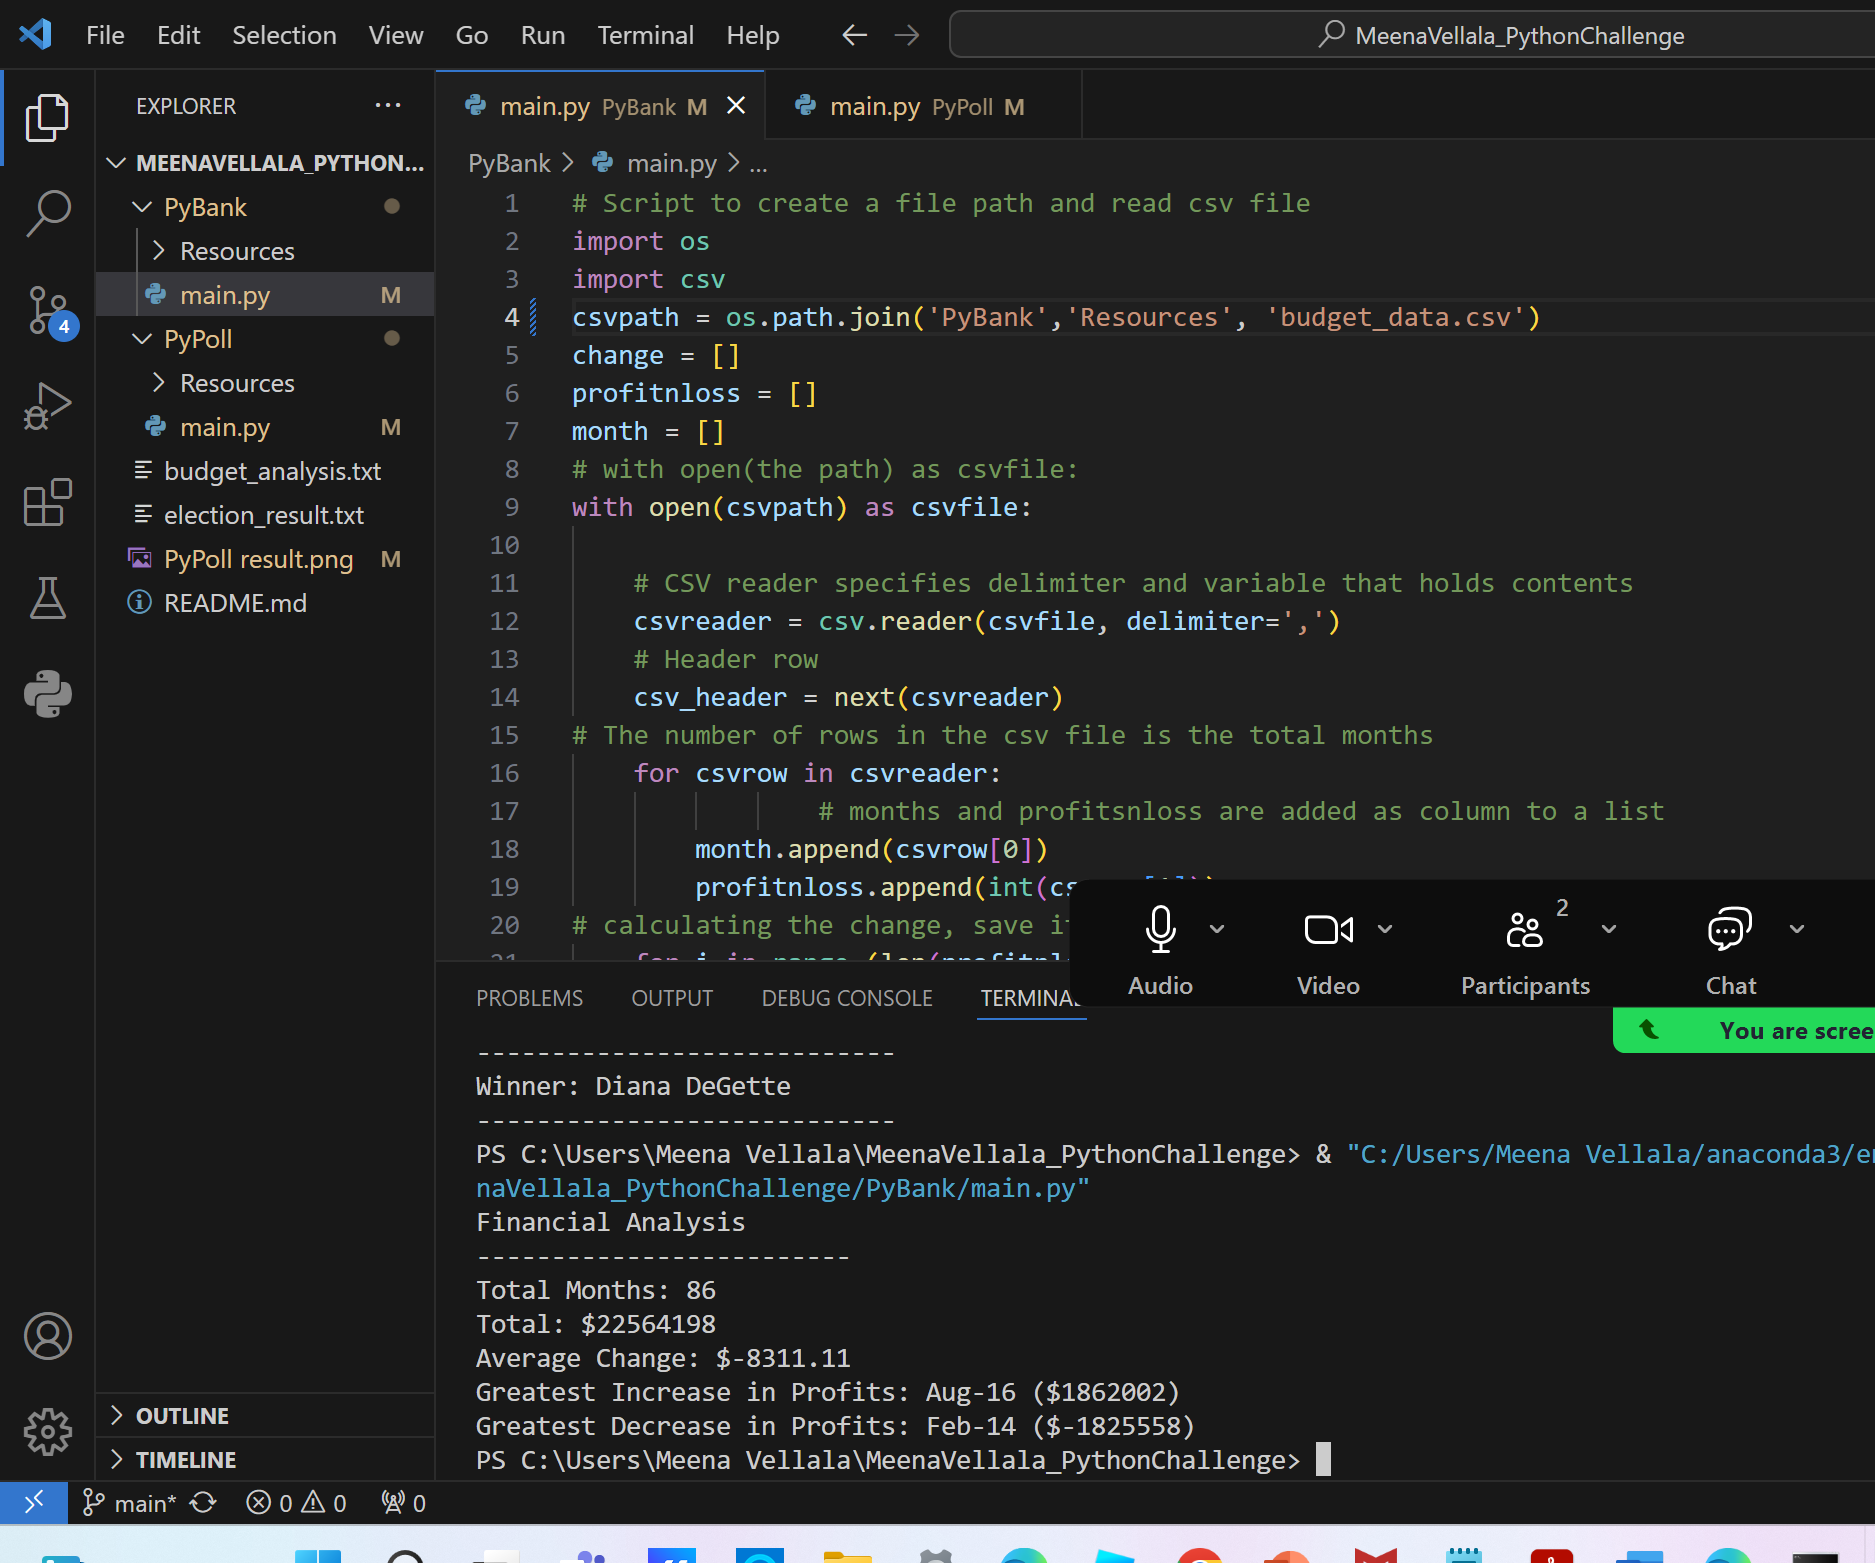 File Edit Selection View Go Run Terminal Help MeenaVellala_PythonChallenge
EXPLORER ...
MEENAVELLALA_PYTHON...
PyBank
Resources
main.py M
PyPoll
Resources
main.py M
budget_analysis.txt
election_result.txt
PyPoll result.png M
README.md
OUTLINE
TIMELINE
4
main.py PyBank M main.py PyPoll M
PyBank > main.py > ...
1 # Script to create a file path and read csv file
2 import os
3 import csv
4 csvpath = os.path.join('PyBank','Resources', 'budget_data.csv')
5 change = []
6 profitnloss = []
7 month = []
8 # with open(the path) as csvfile:
9 with open(csvpath) as csvfile:
10
11 # CSV reader specifies delimiter and variable that holds contents
12 csvreader = csv.reader(csvfile, delimiter=',')
13 # Header row
14 csv_header = next(csvreader)
15 # The number of rows in the csv file is the total months
16 for csvrow in csvreader:
17 # months and profitsnloss are added as column to a list
18 month.append(csvrow[0])
19 profitnloss.append(int(cs
20 # calculating the change, save i
2
Audio Video Participants Chat
You are scree
PROBLEMS OUTPUT DEBUG CONSOLE TERMINAL
----------------------------
Winner: Diana DeGette
----------------------------
PS C:\Users\Meena Vellala\MeenaVellala_PythonChallenge> & "C:/Users/Meena Vellala/anaconda3/e
naVellala_PythonChallenge/PyBank/main.py"
Financial Analysis
-------------------------
Total Months: 86
Total: $22564198
Average Change: $-8311.11
Greatest Increase in Profits: Aug-16 ($1862002)
Greatest Decrease in Profits: Feb-14 ($-1825558)
PS C:\Users\Meena Vellala\MeenaVellala_PythonChallenge>
main* 0 0 0